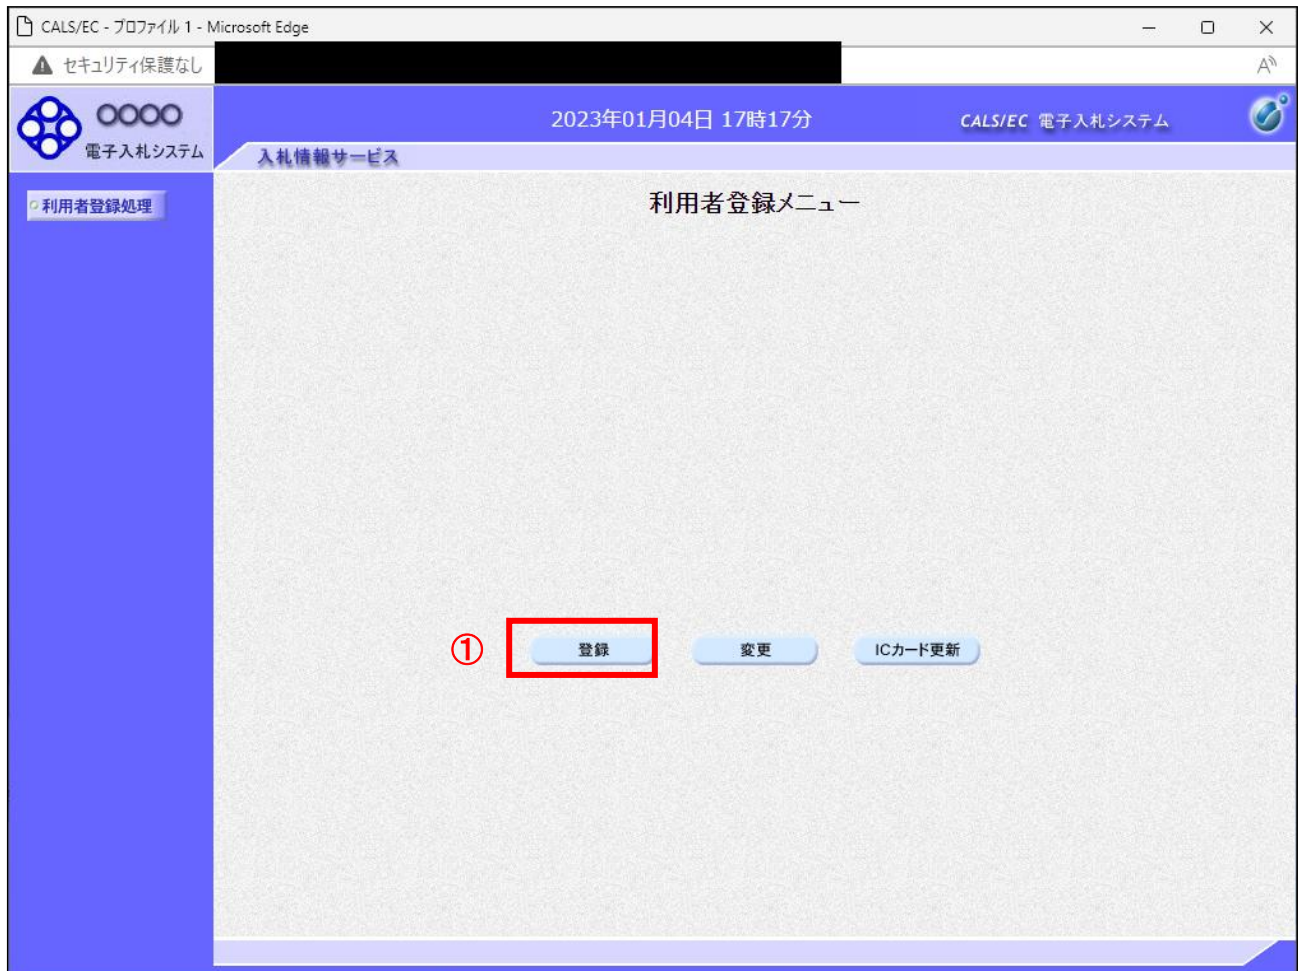 CALS/EC - プロファイル 1 - Microsoft Edge
セキュリティ保護なし
A
〇〇〇〇
電子入札システム
2023年01月04日 17時17分
CALS/EC 電子入札システム
入札情報サービス
利用者登録処理
利用者登録メニュー
① 登録 変更 ICカード更新